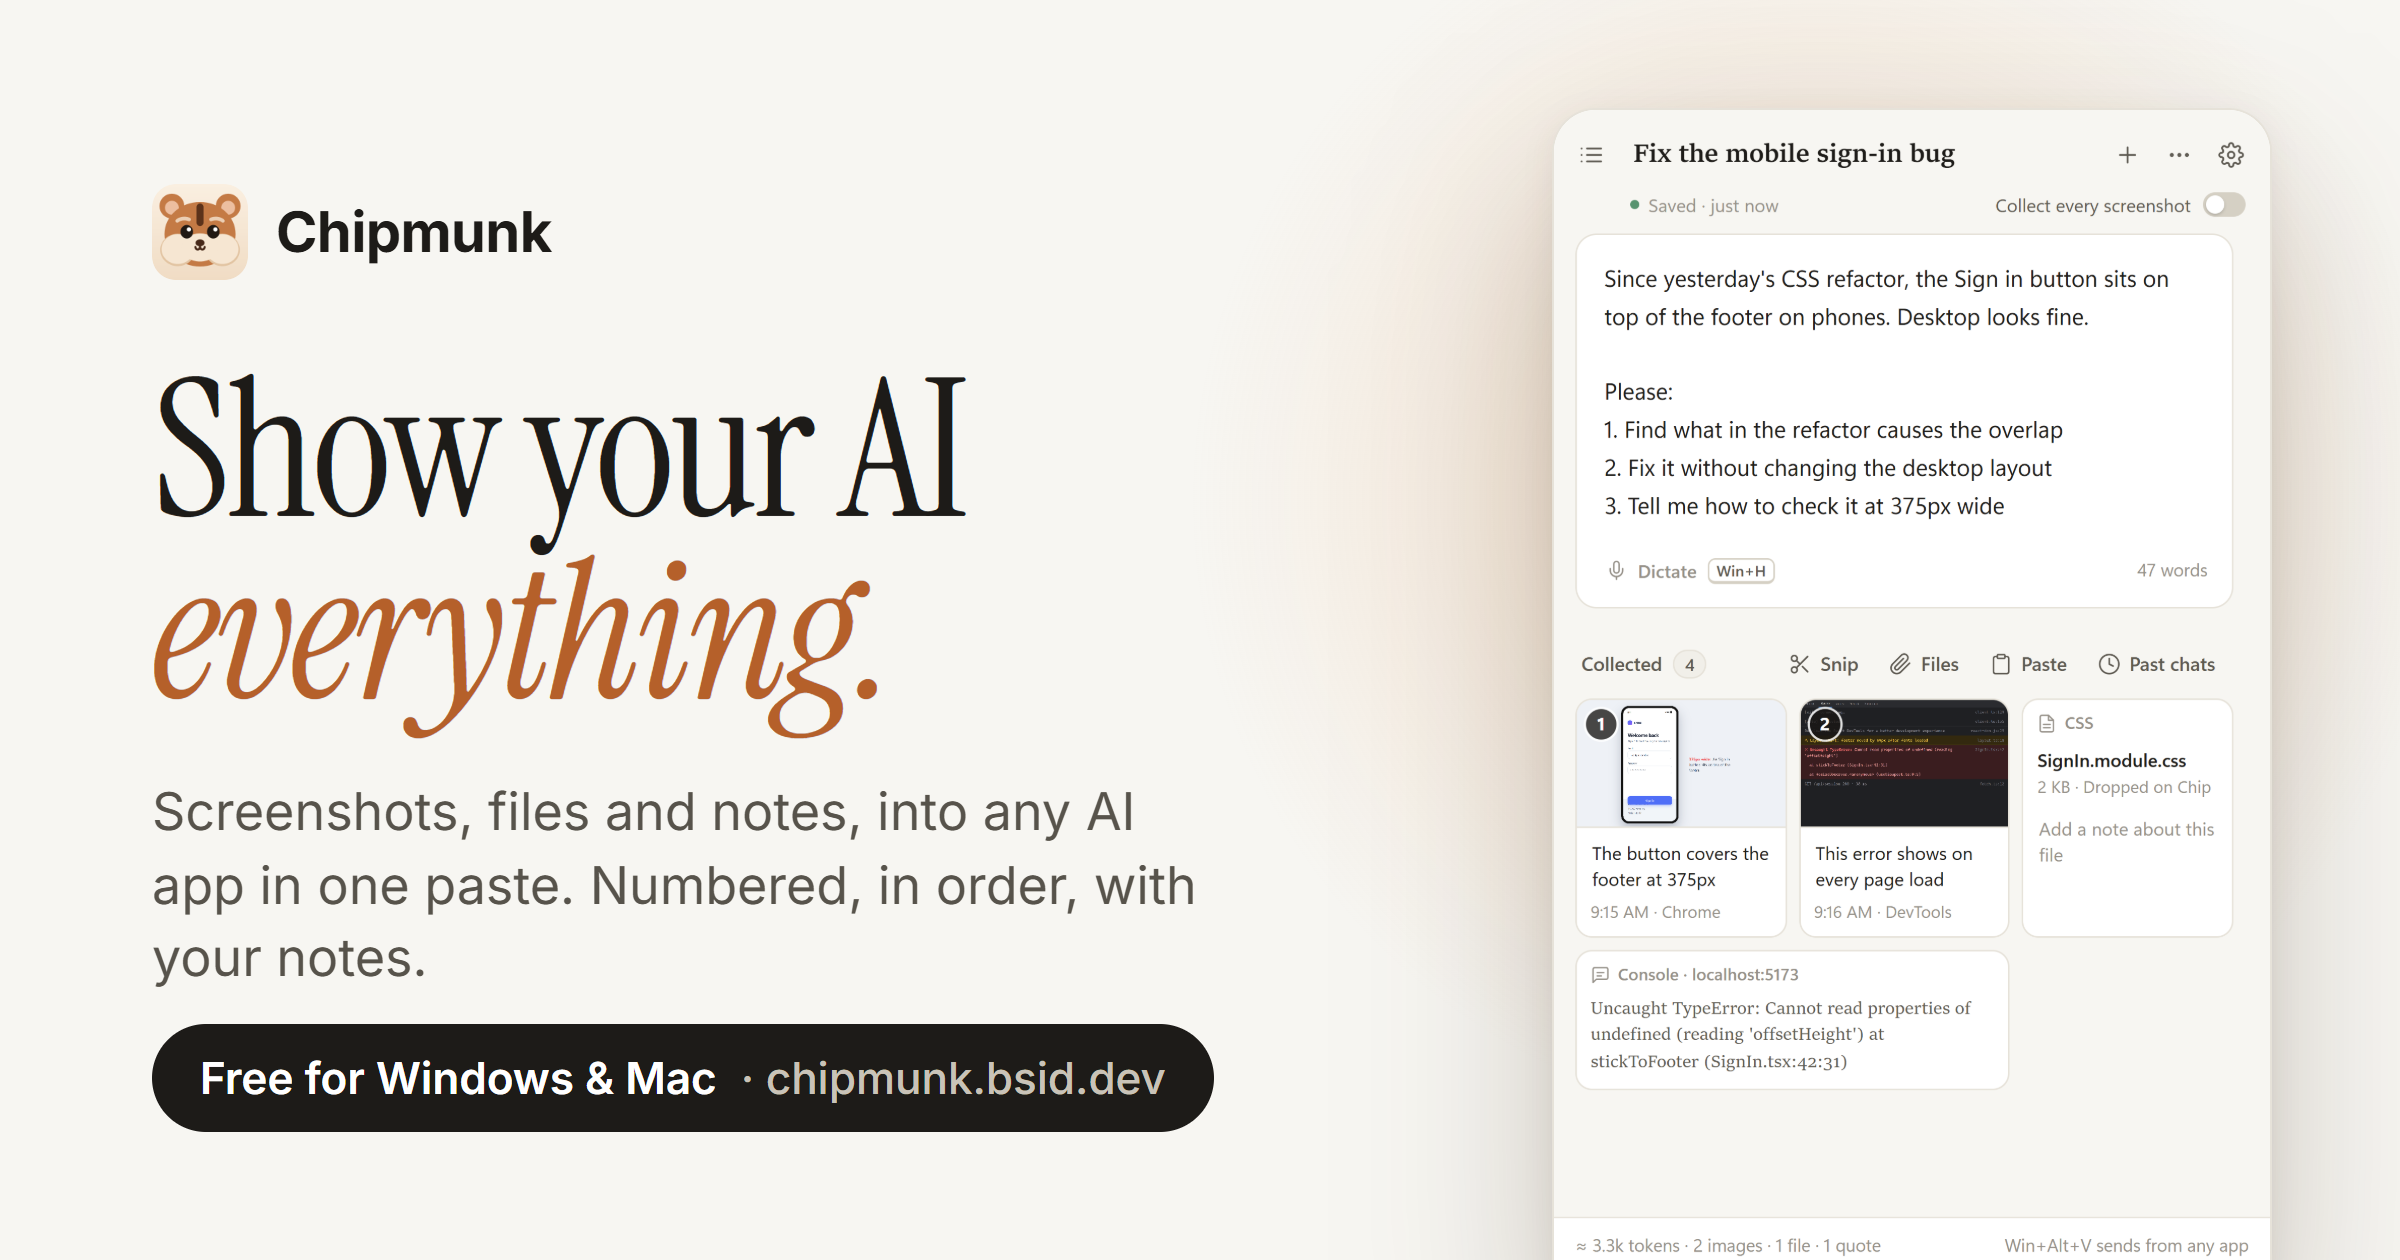 Chipmunk
Show your AI
everything.
Screenshots, files and notes, into any AI
app in one paste. Numbered, in order, with
your notes.
Free for Windows & Mac · chipmunk.bsid.dev
Fix the mobile sign-in bug
Saved · just now
Collect every screenshot
Since yesterday's CSS refactor, the Sign in button sits on
top of the footer on phones. Desktop looks fine.
Please:
1. Find what in the refactor causes the overlap
2. Fix it without changing the desktop layout
3. Tell me how to check it at 375px wide
Dictate Win+H
47 words
Collected 4
Snip
Files
Paste
Past chats
1
Welcome back
The button covers the
footer at 375px
9:15 AM · Chrome
2
This error shows on
every page load
9:16 AM · DevTools
CSS
SignIn.module.css
2 KB · Dropped on Chip
Add a note about this
file
Console · localhost:5173
Uncaught TypeError: Cannot read properties of
undefined (reading 'offsetHeight') at
stickToFooter (SignIn.tsx:42:31)
≈ 3.3k tokens · 2 images · 1 file · 1 quote
Win+Alt+V sends from any app